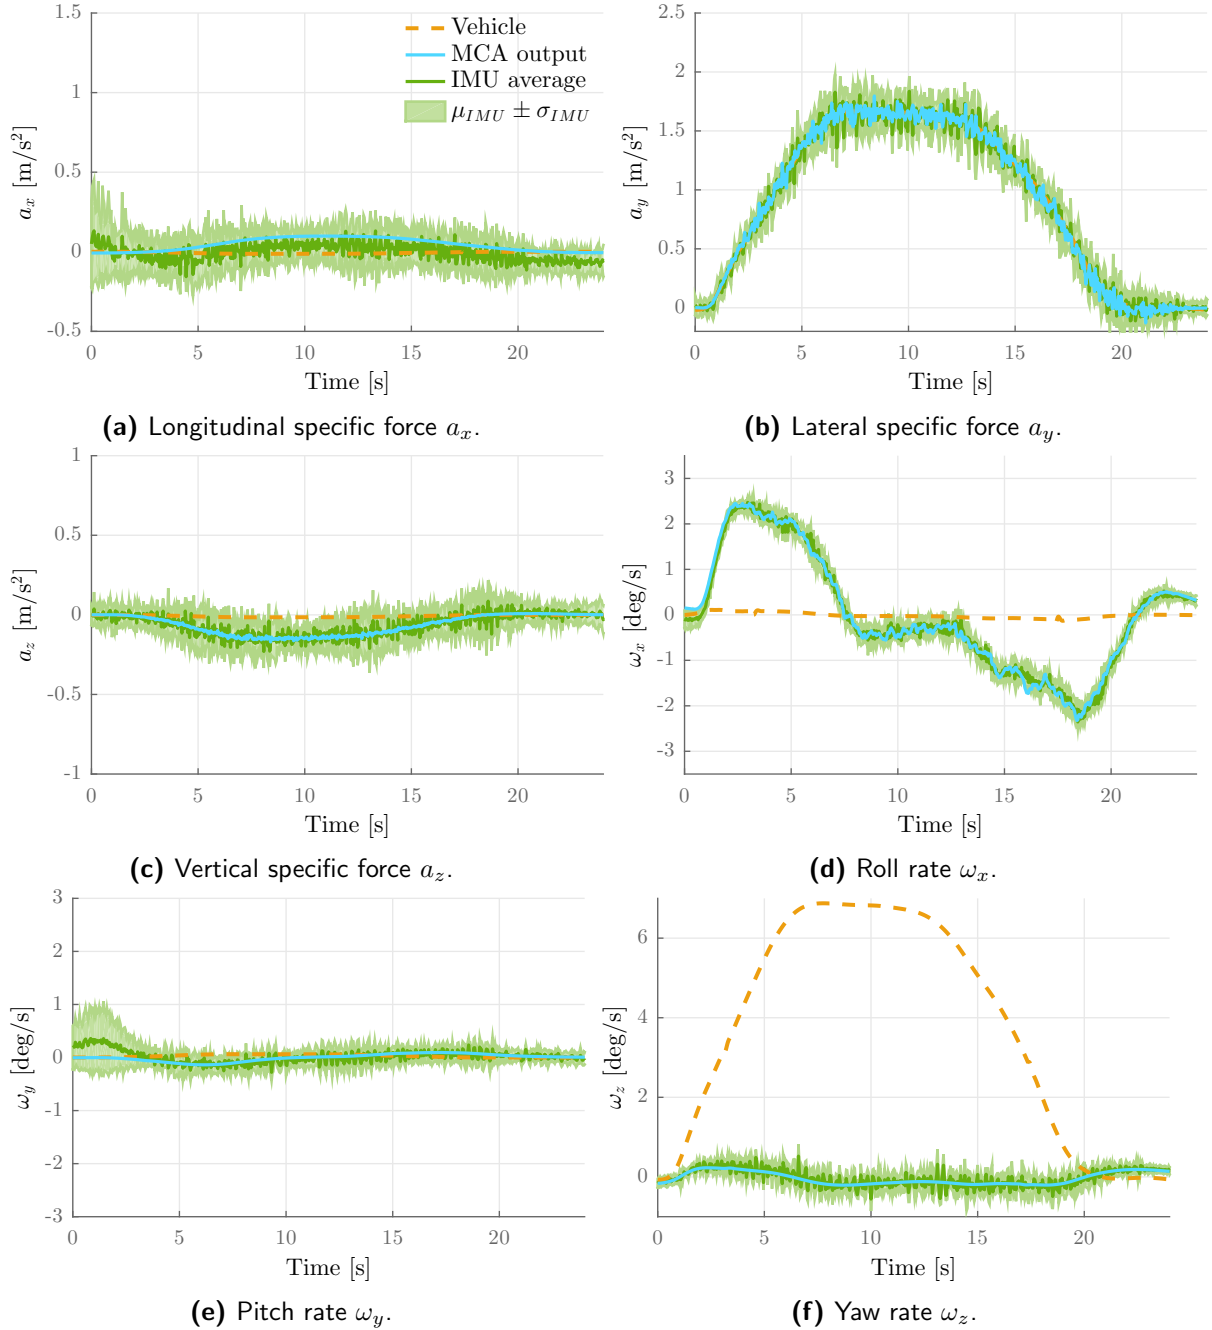 1.5
1
0.5
0
-0.5
a_x [m/s²]
Vehicle
MCA output
IMU average
μ_IMU ± σ_IMU
0 5 10 15 20
Time [s]
(a) Longitudinal specific force a_x.
2.5
2
1.5
1
0.5
0
a_y [m/s²]
0 5 10 15 20
Time [s]
(b) Lateral specific force a_y.
1
0.5
0
-0.5
-1
a_z [m/s²]
0 5 10 15 20
Time [s]
(c) Vertical specific force a_z.
3
2
1
0
-1
-2
-3
ω_x [deg/s]
0 5 10 15 20
Time [s]
(d) Roll rate ω_x.
3
2
1
0
-1
-2
-3
ω_y [deg/s]
0 5 10 15 20
Time [s]
(e) Pitch rate ω_y.
6
4
2
0
ω_z [deg/s]
0 5 10 15 20
Time [s]
(f) Yaw rate ω_z.